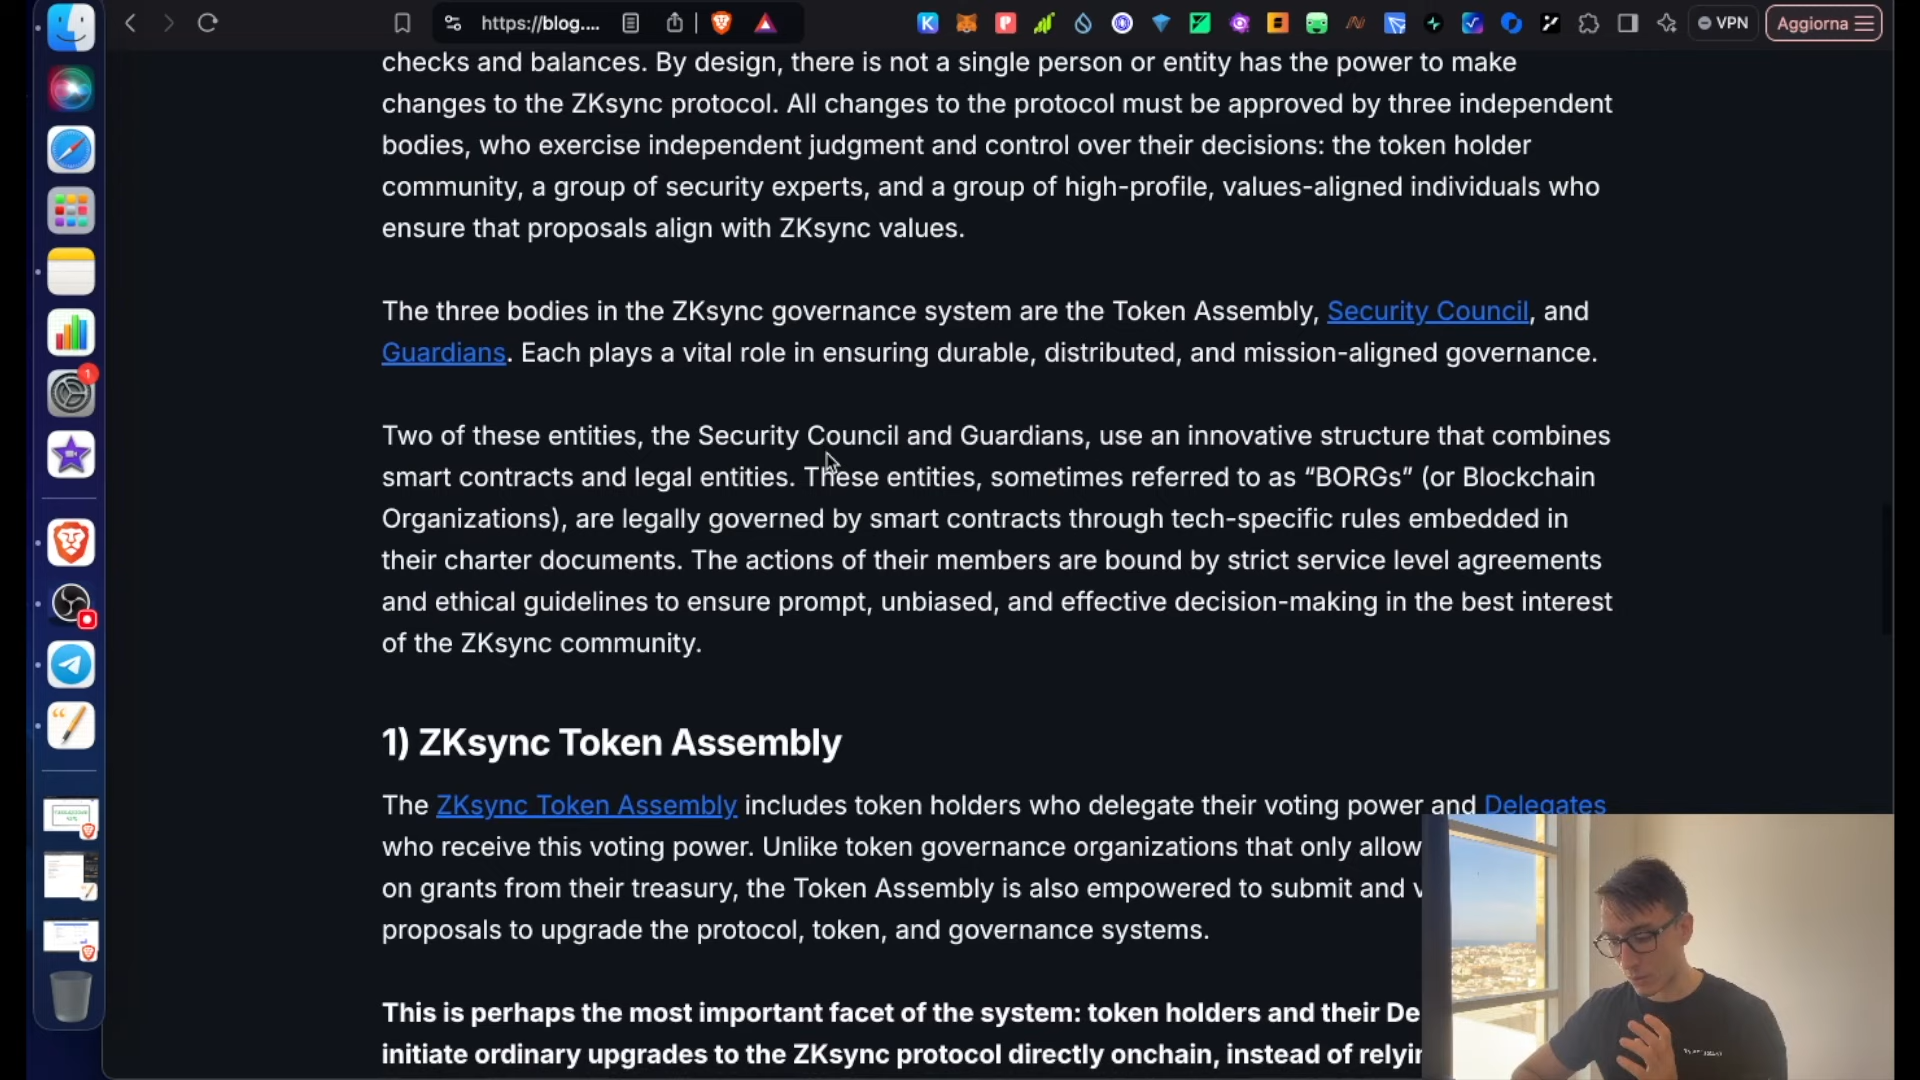 https://blog....
VPN
Aggiorna
checks and balances. By design, there is not a single person or entity has the power to make
changes to the ZKsync protocol. All changes to the protocol must be approved by three independent
bodies, who exercise independent judgment and control over their decisions: the token holder
community, a group of security experts, and a group of high-profile, values-aligned individuals who
ensure that proposals align with ZKsync values.
The three bodies in the ZKsync governance system are the Token Assembly, Security Council, and
Guardians. Each plays a vital role in ensuring durable, distributed, and mission-aligned governance.
Two of these entities, the Security Council and Guardians, use an innovative structure that combines
smart contracts and legal entities. These entities, sometimes referred to as “BORGs” (or Blockchain
Organizations), are legally governed by smart contracts through tech-specific rules embedded in
their charter documents. The actions of their members are bound by strict service level agreements
and ethical guidelines to ensure prompt, unbiased, and effective decision-making in the best interest
of the ZKsync community.
1) ZKsync Token Assembly
The ZKsync Token Assembly includes token holders who delegate their voting power and Delegates
who receive this voting power. Unlike token governance organizations that only allow
on grants from their treasury, the Token Assembly is also empowered to submit and v
proposals to upgrade the protocol, token, and governance systems.
This is perhaps the most important facet of the system: token holders and their De
initiate ordinary upgrades to the ZKsync protocol directly onchain, instead of relyin
1